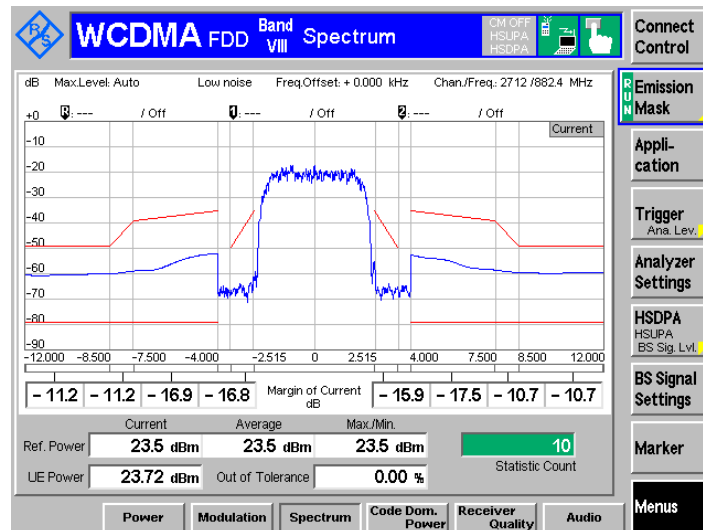 R&S WCDMA FDD Band VIII Spectrum
CM OFF
HSUPA
HSDPA
Connect Control
dB Max.Level: Auto Low noise Freq.Offset: + 0.000 kHz Chan./Freq.: 2712 /882.4 MHz
RUN
Emission Mask
+0 R: --- / Off 1: --- / Off 2: --- / Off
Current
-10
Appli-
cation
-20
-30
-40
Trigger
Ana. Lev.
-50
-60
Analyzer
Settings
-70
-80
HSDPA
HSUPA
BS Sig. Lvl.
-90
-12.000 -8.500 -7.500 -4.000 -2.515 0 2.515 4.000 7.500 8.500 12.000
- 11.2 - 11.2 - 16.9 - 16.8 Margin of Current dB - 15.9 - 17.5 - 10.7 - 10.7
BS Signal
Settings
Current Average Max./Min.
Ref. Power 23.5 dBm 23.5 dBm 23.5 dBm 10
Statistic Count
Marker
UE Power 23.72 dBm Out of Tolerance 0.00 %
Menus
Power Modulation Spectrum Code Dom. Power Receiver Quality Audio